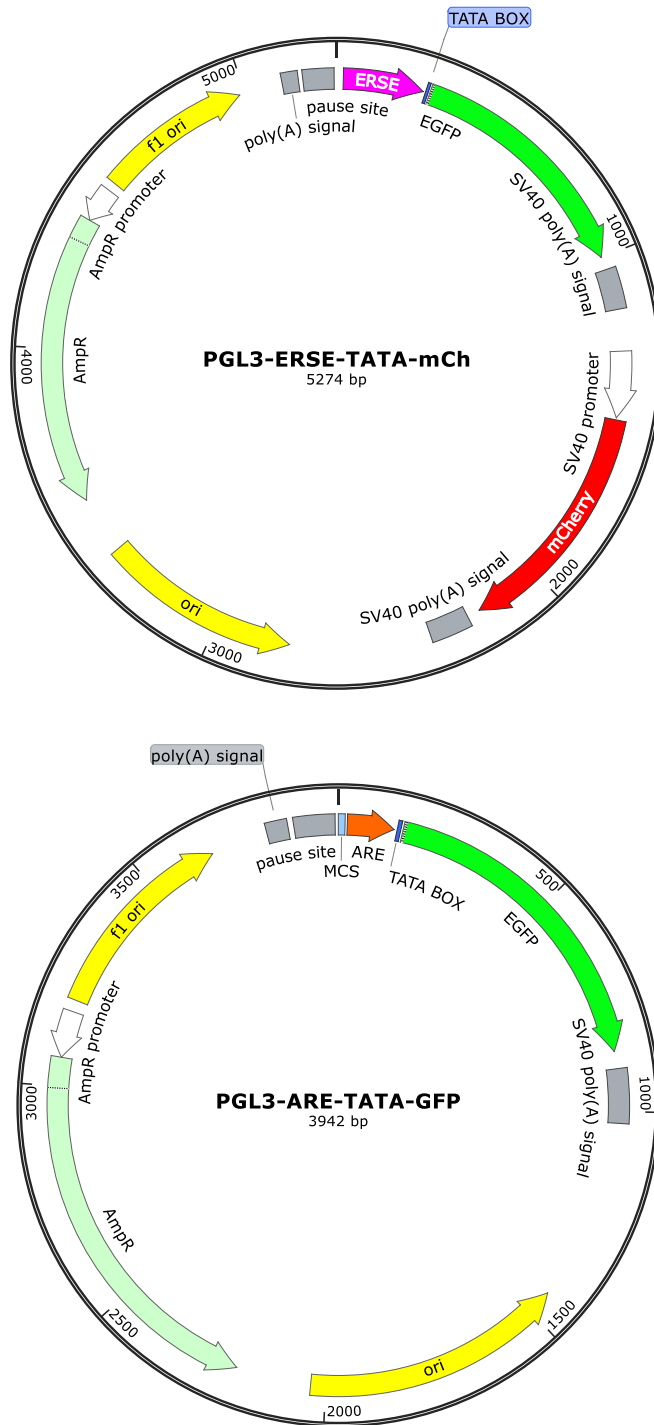 TATA BOX
5000
ERSE
pause site
poly(A) signal
EGFP
f1 ori
AmpR promoter
SV40 poly(A) signal
1000
AmpR
4000
PGL3-ERSE-TATA-mCh
5274 bp
SV40 promoter
mCherry
2000
SV40 poly(A) signal
ori
3000
poly(A) signal
pause site
MCS
ARE
TATA BOX
3500
f1 ori
500
EGFP
AmpR promoter
SV40 poly(A) signal
3000
1000
PGL3-ARE-TATA-GFP
3942 bp
AmpR
2500
1500
ori
2000